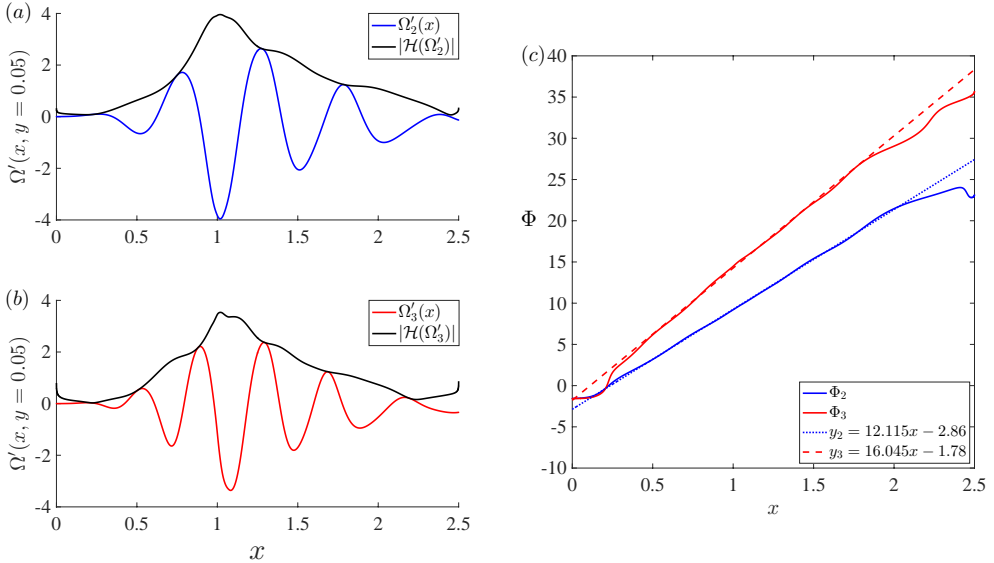 (a)
Ω′(x, y = 0.05)
4
2
0
-2
-4
0
0.5
1
1.5
2
2.5
Ω′₂(x)
|ℋ(Ω′₂)|
(b)
Ω′(x, y = 0.05)
4
2
0
-2
-4
0
0.5
1
1.5
2
2.5
x
Ω′₃(x)
|ℋ(Ω′₃)|
(c)
Φ
40
35
30
25
20
15
10
5
0
-5
-10
0
0.5
1
1.5
2
2.5
x
Φ₂
Φ₃
y₂ = 12.115x − 2.86
y₃ = 16.045x − 1.78